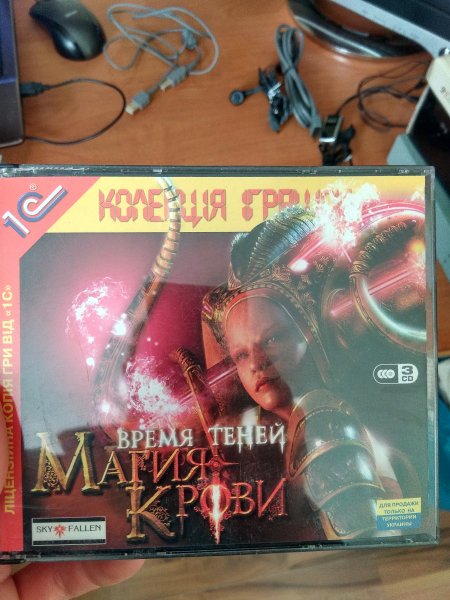 1С®
КОЛЕКЦІЯ
ЛІЦЕНЗІЙНА КОПІЯ ГРИ ВІД «1С»
3
CD
ВРЕМЯ ТЕНЕЙ
МАГИЯ
КРОВИ
SKY FALLEN
ДЛЯ ПРОДАЖИ
ТОЛЬКО НА
ТЕРРИТОРИИ
УКРАИНЫ